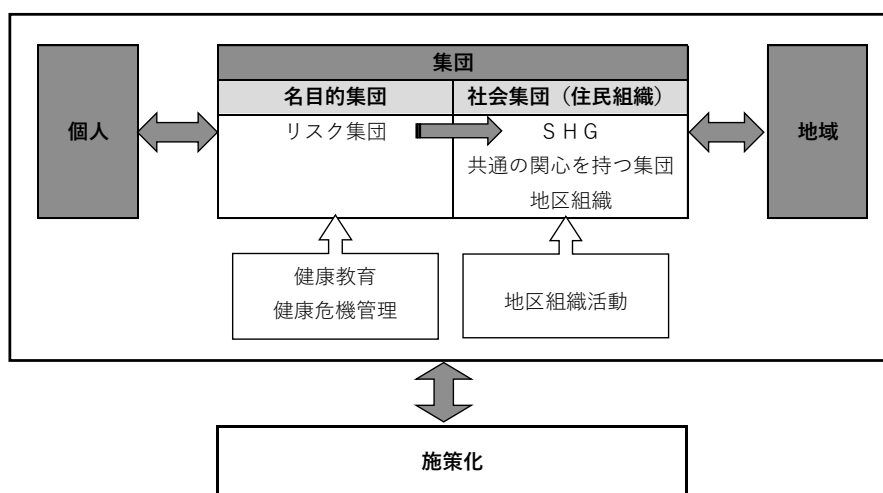 集団
名目的集団
社会集団（住民組織）
個人
リスク集団
ＳＨＧ
共通の関心を持つ集団
地区組織
地域
健康教育
健康危機管理
地区組織活動
施策化